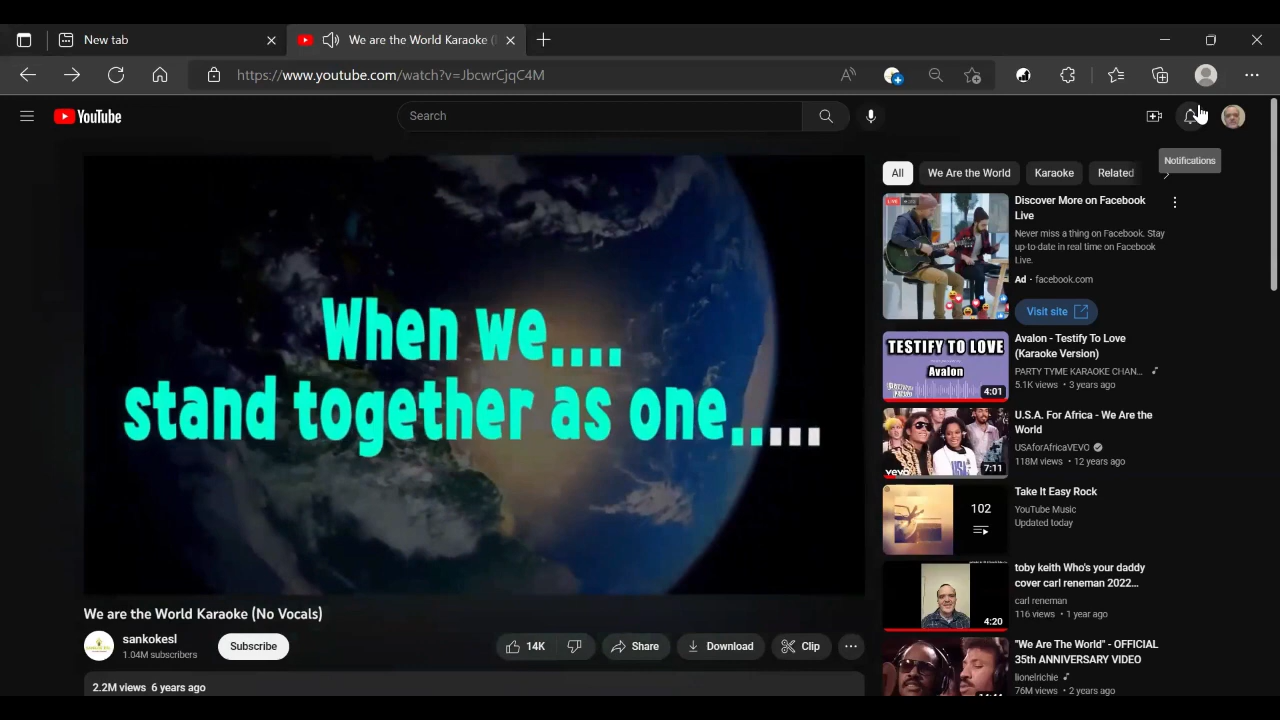 New tab
We are the World Karaoke (
https://www.youtube.com/watch?v=JbcwrCjqC4M
YouTube
Search
Notifications
When we....
stand together as one........
We are the World Karaoke (No Vocals)
sankokesl
1.04M subscribers
Subscribe
14K
Share
Download
Clip
2.2M views 6 years ago
All
We Are the World
Karaoke
Related
LIVE
Discover More on Facebook
Live
Never miss a thing on Facebook. Stay
up-to date in real time on Facebook
Live.
Ad · facebook.com
Visit site
TESTIFY TO LOVE
Avalon
4:01
Avalon - Testify To Love
(Karaoke Version)
PARTY TYME KARAOKE CHAN...
5.1K views • 3 years ago
vevo
7:11
U.S.A. For Africa - We Are the
World
USAforAfricaVEVO
118M views • 12 years ago
102
Take It Easy Rock
YouTube Music
Updated today
4:20
toby keith Who's your daddy
cover carl reneman 2022...
carl reneman
116 views • 1 year ago
"We Are The World" - OFFICIAL
35th ANNIVERSARY VIDEO
lionelrichie
76M views • 2 years ago